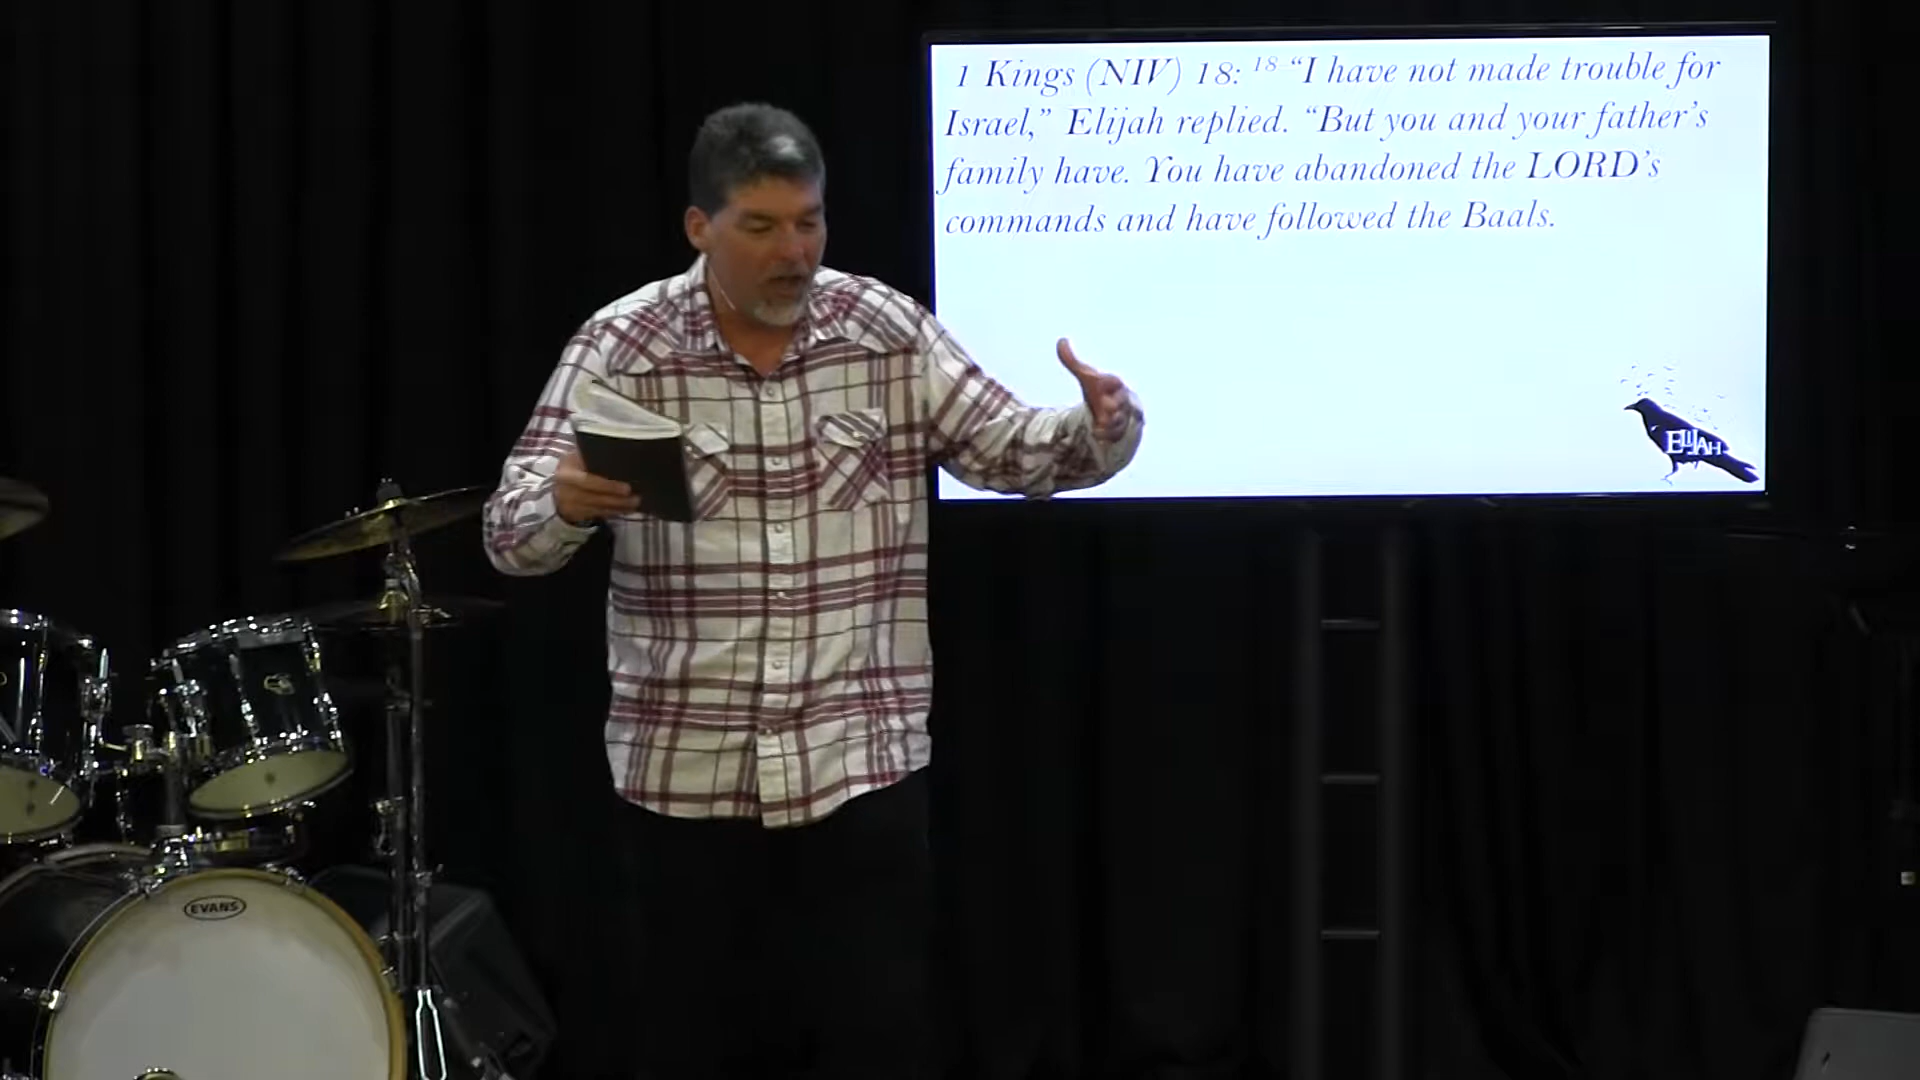 1 Kings (NIV) 18: 18 “I have not made trouble for
Israel,” Elijah replied. “But you and your father’s
family have. You have abandoned the LORD’s
commands and have followed the Baals.
ELIJAH
EVANS